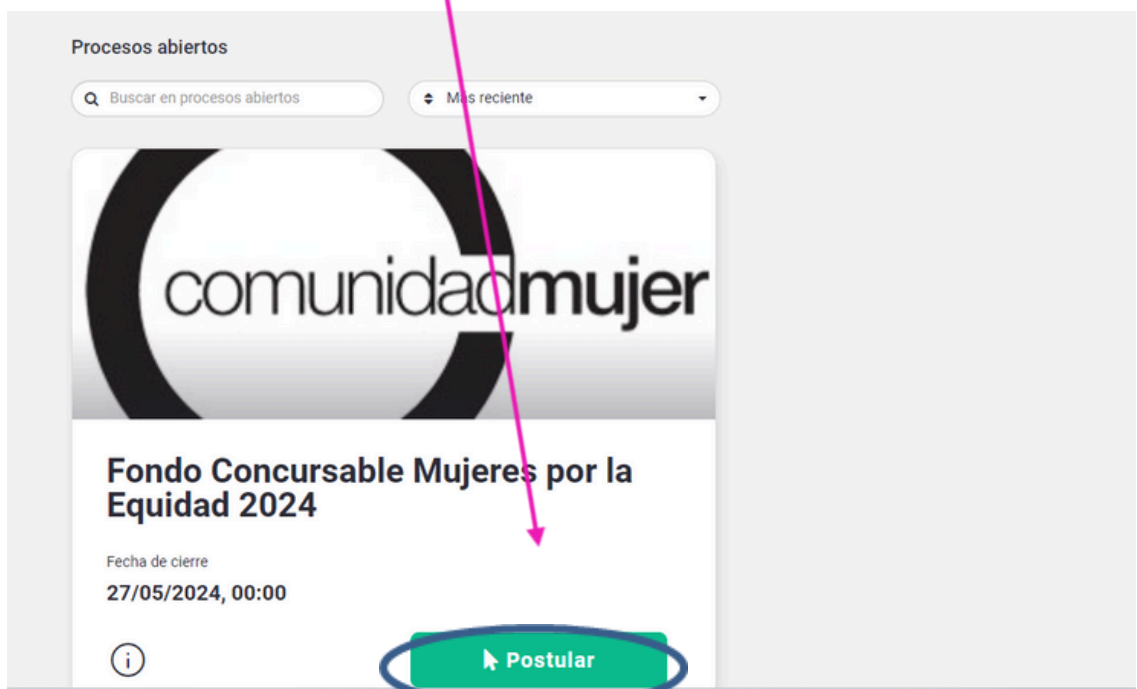 Procesos abiertos
Buscar en procesos abiertos
Más reciente
comunidadmujer
Fondo Concursable Mujeres por la
Equidad 2024
Fecha de cierre
27/05/2024, 00:00
i
Postular